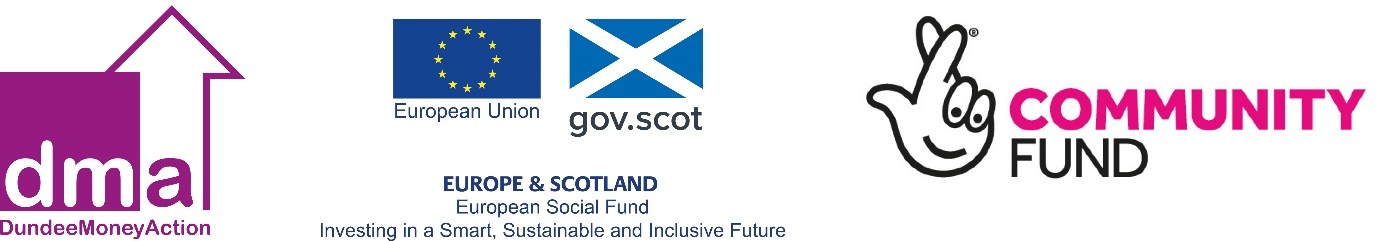 dma
DundeeMoneyAction
European Union
gov.scot
EUROPE & SCOTLAND
European Social Fund
Investing in a Smart, Sustainable and Inclusive Future
®
COMMUNITY
FUND